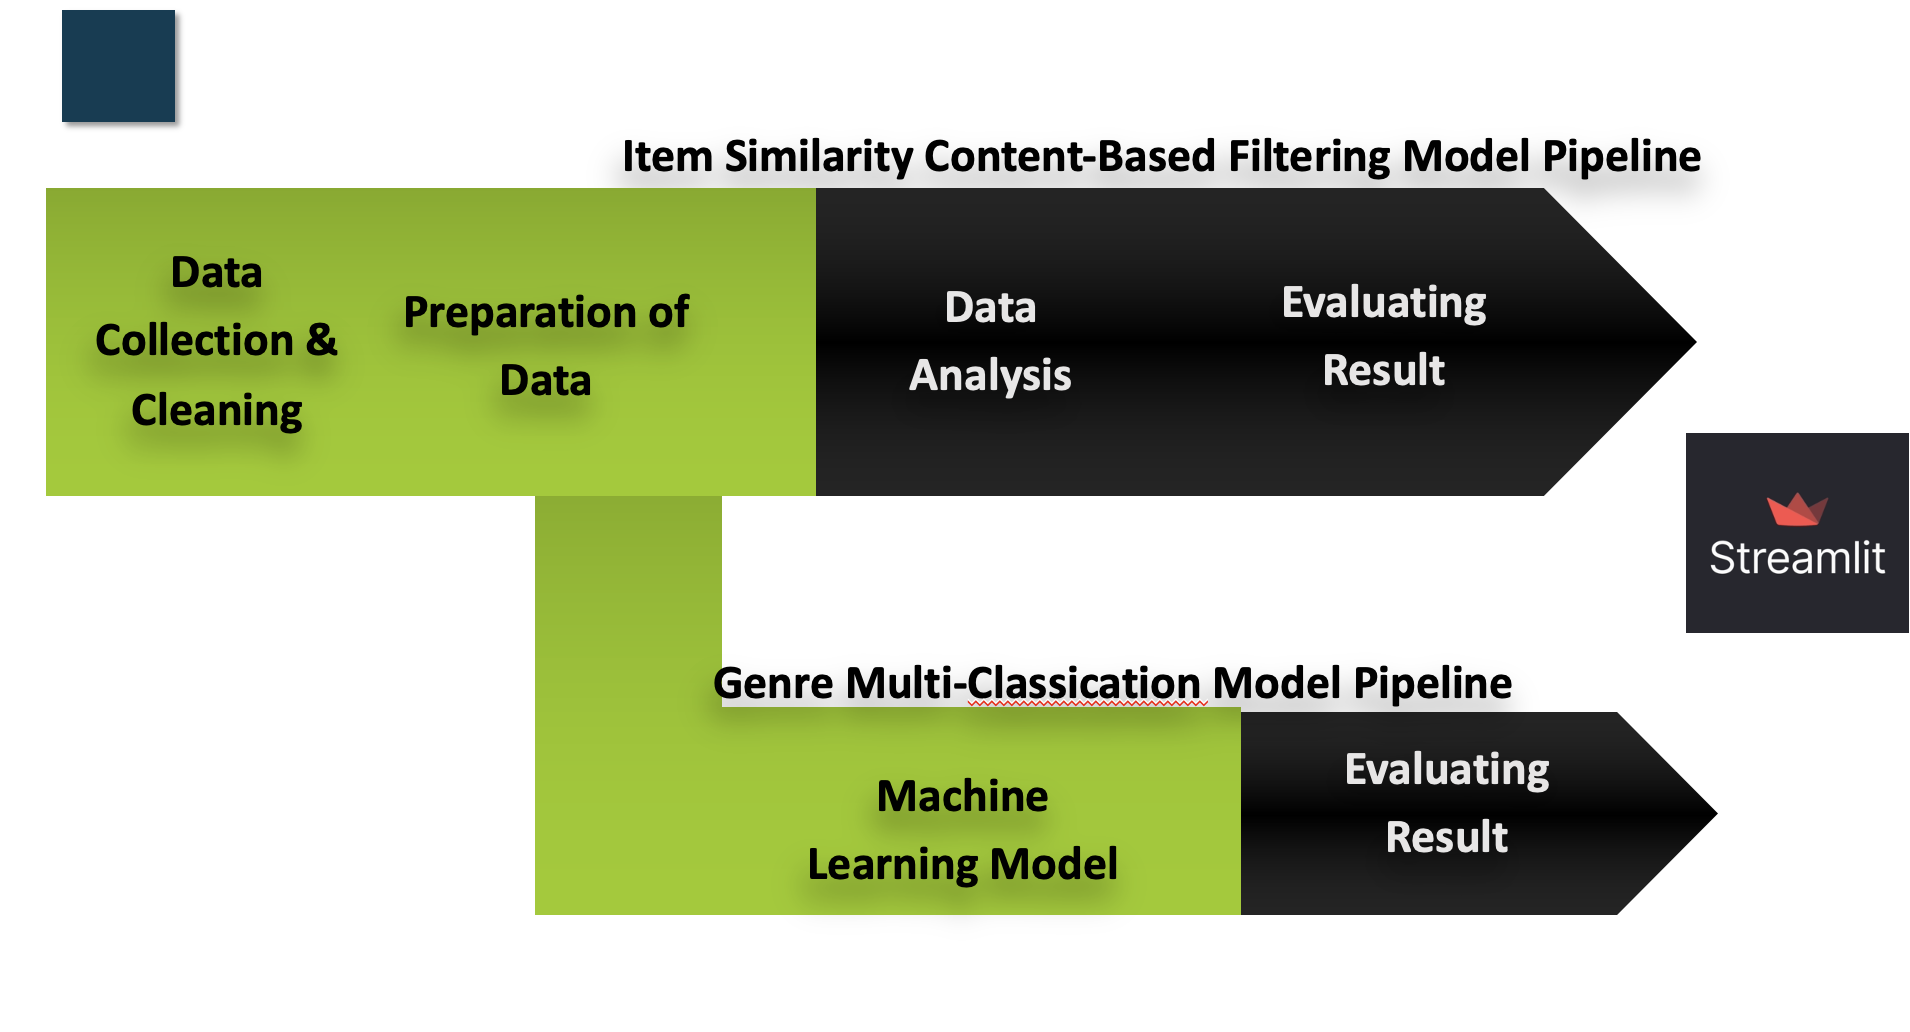 Item Similarity Content-Based Filtering Model Pipeline
Data
Collection &
Cleaning
Preparation of
Data
Data
Analysis
Evaluating
Result
Streamlit
Genre Multi-Classication Model Pipeline
Machine
Learning Model
Evaluating
Result